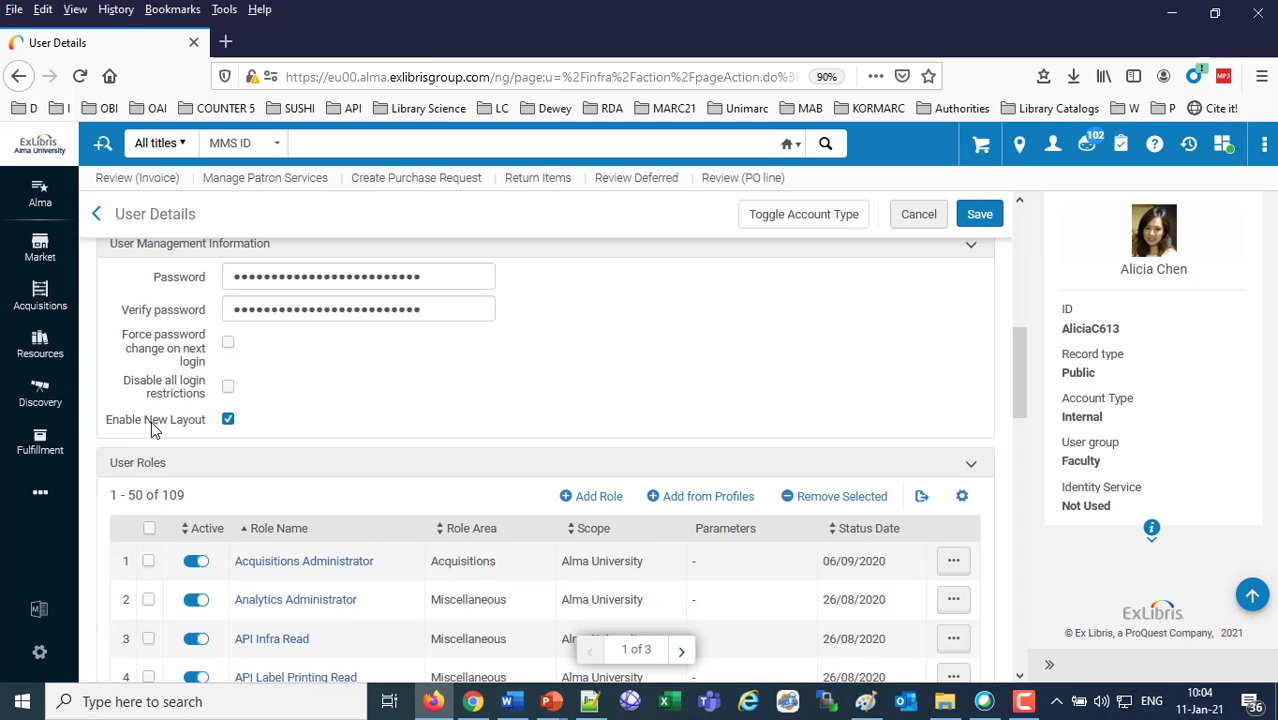 File Edit View History Bookmarks Tools Help
User Details
https://eu00.alma.exlibrisgroup.com/ng/page;u=%2Finfra%2Faction%2FpageAction.do%3 90%
D I OBI OAI COUNTER 5 SUSHI API Library Science LC Dewey RDA MARC21 Unimarc MAB KORMARC Authorities Library Catalogs W P Cite it!
ExLibris
Alma University
All titles MMS ID 102
Review (Invoice) Manage Patron Services Create Purchase Request Return Items Review Deferred Review (PO line)
Alma
Market
Acquisitions
Resources
Discovery
Fulfillment
User Details Toggle Account Type Cancel Save
User Management Information
Password
Verify password
Force password
change on next
login
Disable all login
restrictions
Enable New Layout
User Roles
1 - 50 of 109 Add Role Add from Profiles Remove Selected
Active Role Name Role Area Scope Parameters Status Date
1 Acquisitions Administrator Acquisitions Alma University - 06/09/2020
2 Analytics Administrator Miscellaneous Alma University - 26/08/2020
3 API Infra Read Miscellaneous Alma University - 26/08/2020
4 API Label Printing Read Miscellaneous Alma University - 26/08/2020
1 of 3
Alicia Chen
ID
AliciaC613
Record type
Public
Account Type
Internal
User group
Faculty
Identity Service
Not Used
ExLibris
© Ex Libris, a ProQuest Company, 2021
Type here to search
ENG
10:04
11-Jan-21
36